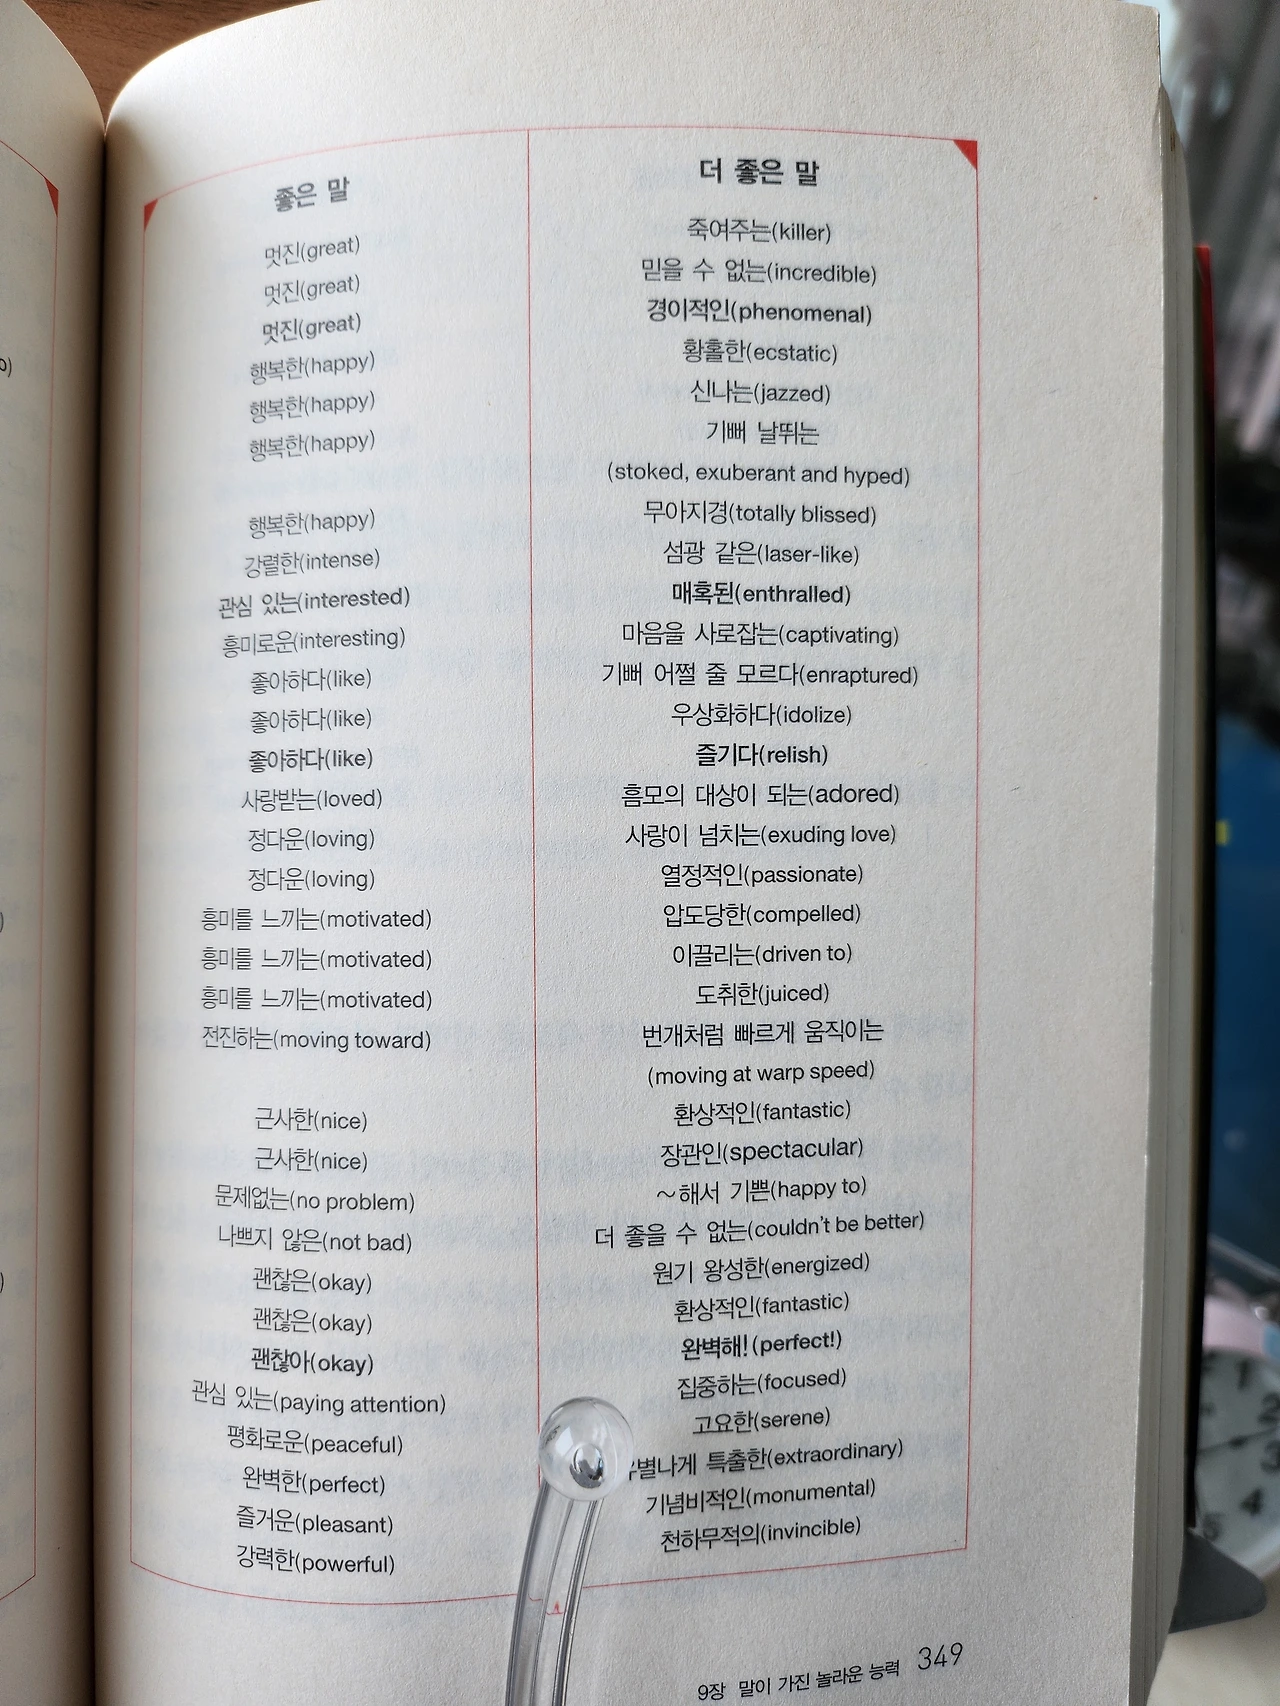 좋은 말
멋진(great)
멋진(great)
멋진(great)
행복한(happy)
행복한(happy)
행복한(happy)
행복한(happy)
강렬한(intense)
관심 있는(interested)
흥미로운(interesting)
좋아하다(like)
좋아하다(like)
좋아하다(like)
사랑받는(loved)
정다운(loving)
정다운(loving)
흥미를 느끼는(motivated)
흥미를 느끼는(motivated)
흥미를 느끼는(motivated)
전진하는(moving toward)
근사한(nice)
근사한(nice)
문제없는(no problem)
나쁘지 않은(not bad)
괜찮은(okay)
괜찮은(okay)
괜찮아(okay)
관심 있는(paying attention)
평화로운(peaceful)
완벽한(perfect)
즐거운(pleasant)
강력한(powerful)
더 좋은 말
죽여주는(killer)
믿을 수 없는(incredible)
경이적인(phenomenal)
황홀한(ecstatic)
신나는(jazzed)
기뻐 날뛰는
(stoked, exuberant and hyped)
무아지경(totally blissed)
섬광 같은(laser-like)
매혹된(enthralled)
마음을 사로잡는(captivating)
기뻐 어쩔 줄 모르다(enraptured)
우상화하다(idolize)
즐기다(relish)
흠모의 대상이 되는(adored)
사랑이 넘치는(exuding love)
열정적인(passionate)
압도당한(compelled)
이끌리는(driven to)
도취한(juiced)
번개처럼 빠르게 움직이는
(moving at warp speed)
환상적인(fantastic)
장관인(spectacular)
~해서 기쁜(happy to)
더 좋을 수 없는(couldn't be better)
원기 왕성한(energized)
환상적인(fantastic)
완벽해!(perfect!)
집중하는(focused)
고요한(serene)
특출한(extraordinary)
기념비적인(monumental)
천하무적의(invincible)
9장 말이 가진 놀라운 능력 349